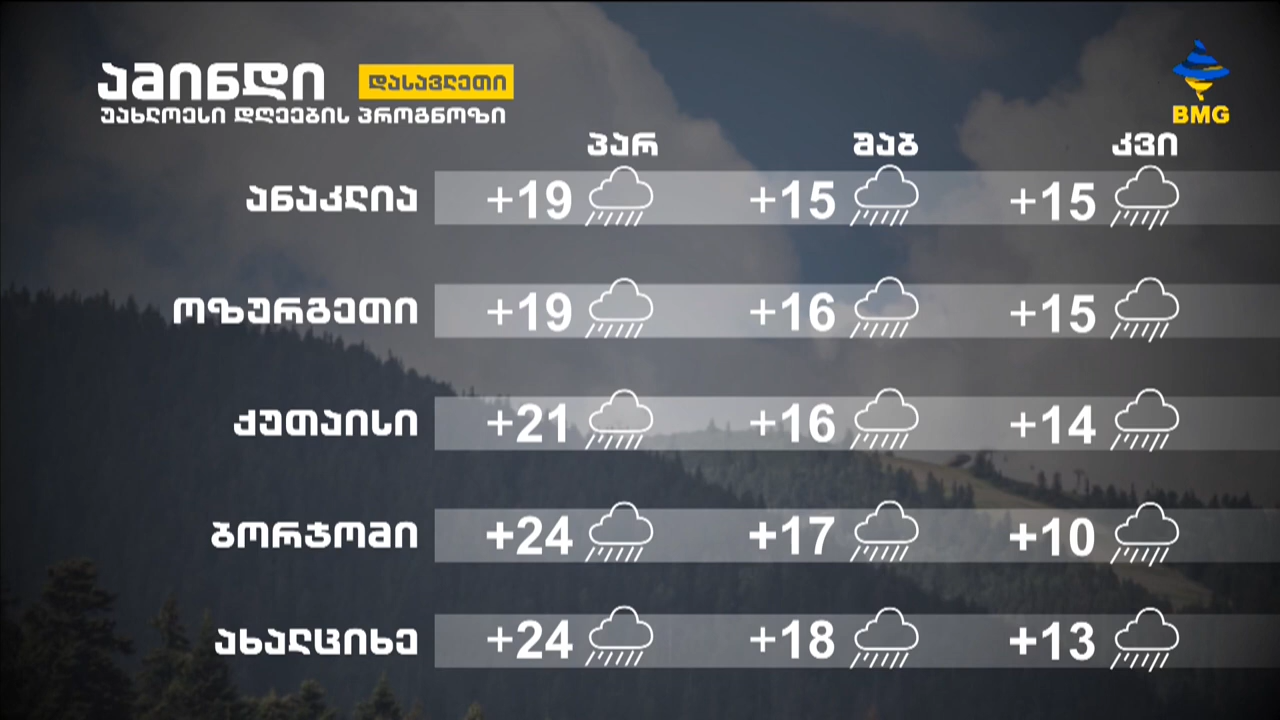 ამინდი დასავლეთი
უახლოესი დღეების პროგნოზი
BMG
პარ შაბ კვი
ანაკლია +19 +15 +15
ოზურგეთი +19 +16 +15
ქუთაისი +21 +16 +14
ბორჯომი +24 +17 +10
ახალციხე +24 +18 +13